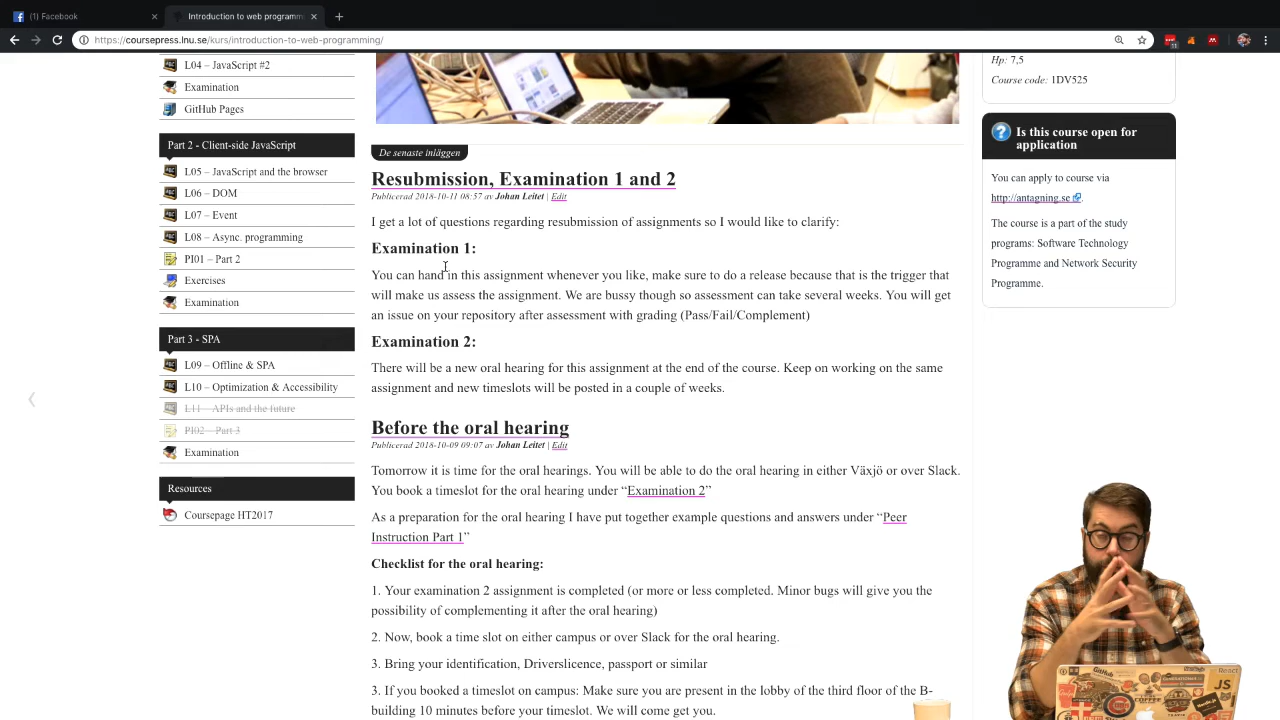 (1) Facebook
Introduction to web programm
https://coursepress.lnu.se/kurs/introduction-to-web-programming/
11
L04 – JavaScript #2
Examination
GitHub Pages
Part 2 - Client-side JavaScript
L05 – JavaScript and the browser
L06 – DOM
L07 – Event
L08 – Async. programming
PI01 – Part 2
Exercises
Examination
Part 3 - SPA
L09 – Offline & SPA
L10 – Optimization & Accessibility
L11 – APIs and the future
PI02 – Part 3
Examination
Resources
Coursepage HT2017
De senaste inläggen
Resubmission, Examination 1 and 2
Publicerad 2018-10-11 08:57 av Johan Leitet | Edit
I get a lot of questions regarding resubmission of assignments so I would like to clarify:
Examination 1:
You can hand in this assignment whenever you like, make sure to do a release because that is the trigger that
will make us assess the assignment. We are bussy though so assessment can take several weeks. You will get
an issue on your repository after assessment with grading (Pass/Fail/Complement)
Examination 2:
There will be a new oral hearing for this assignment at the end of the course. Keep on working on the same
assignment and new timeslots will be posted in a couple of weeks.
Before the oral hearing
Publicerad 2018-10-09 09:07 av Johan Leitet | Edit
Tomorrow it is time for the oral hearings. You will be able to do the oral hearing in either Växjö or over Slack.
You book a timeslot for the oral hearing under “Examination 2”
As a preparation for the oral hearing I have put together example questions and answers under “Peer
Instruction Part 1”
Checklist for the oral hearing:
1. Your examination 2 assignment is completed (or more or less completed. Minor bugs will give you the
possibility of complementing it after the oral hearing)
2. Now, book a time slot on either campus or over Slack for the oral hearing.
3. Bring your identification, Driverslicence, passport or similar
3. If you booked a timeslot on campus: Make sure you are present in the lobby of the third floor of the B-
building 10 minutes before your timeslot. We will come get you.
Hp: 7,5
Course code: 1DV525
Is this course open for
application
You can apply to course via
http://antagning.se
The course is a part of the study
programs: Software Technology
Programme and Network Security
Programme.
GitHub
React
JS